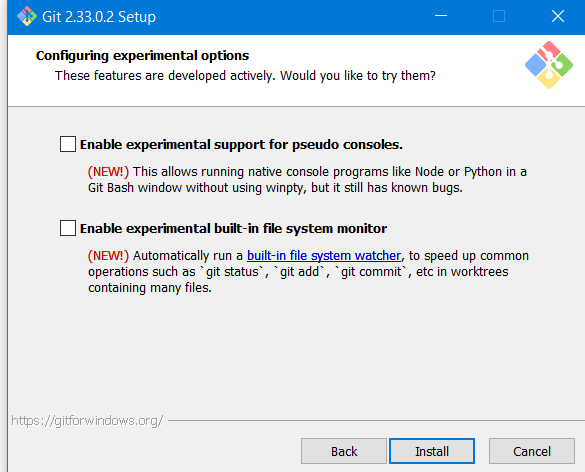 Git 2.33.0.2 Setup
Configuring experimental options
These features are developed actively. Would you like to try them?
Enable experimental support for pseudo consoles.
(NEW!) This allows running native console programs like Node or Python in a
Git Bash window without using winpty, but it still has known bugs.
Enable experimental built-in file system monitor
(NEW!) Automatically run a built-in file system watcher, to speed up common
operations such as `git status`, `git add`, `git commit`, etc in worktrees
containing many files.
https://gitforwindows.org/
Back
Install
Cancel